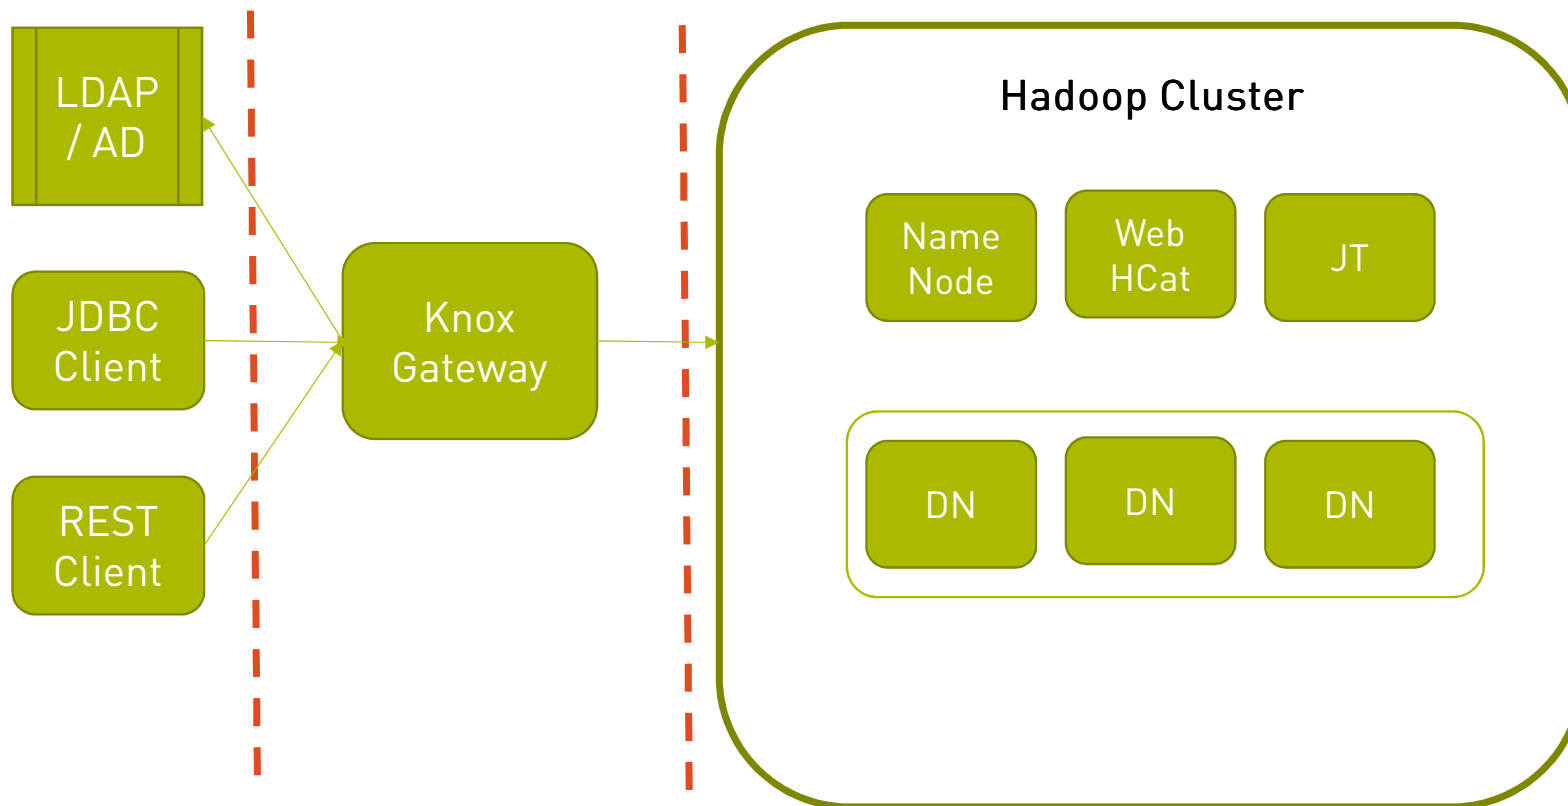 LDAP
/ AD
JDBC
Client
REST
Client
Knox
Gateway
Hadoop Cluster
Name
Node
Web
HCat
JT
DN
DN
DN